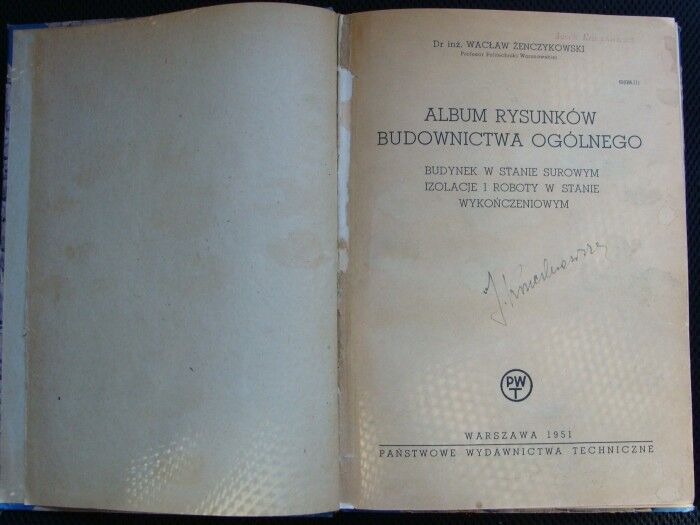 Dr inż. WACŁAW ŻENCZYKOWSKI
Profesor Politechniki Warszawskiej
ALBUM RYSUNKÓW
BUDOWNICTWA OGÓLNEGO
BUDYNEK W STANIE SUROWYM
IZOLACJE I ROBOTY W STANIE
WYKOŃCZENIOWYM
PW
T
WARSZAWA 1951
PAŃSTWOWE WYDAWNICTWA TECHNICZNE